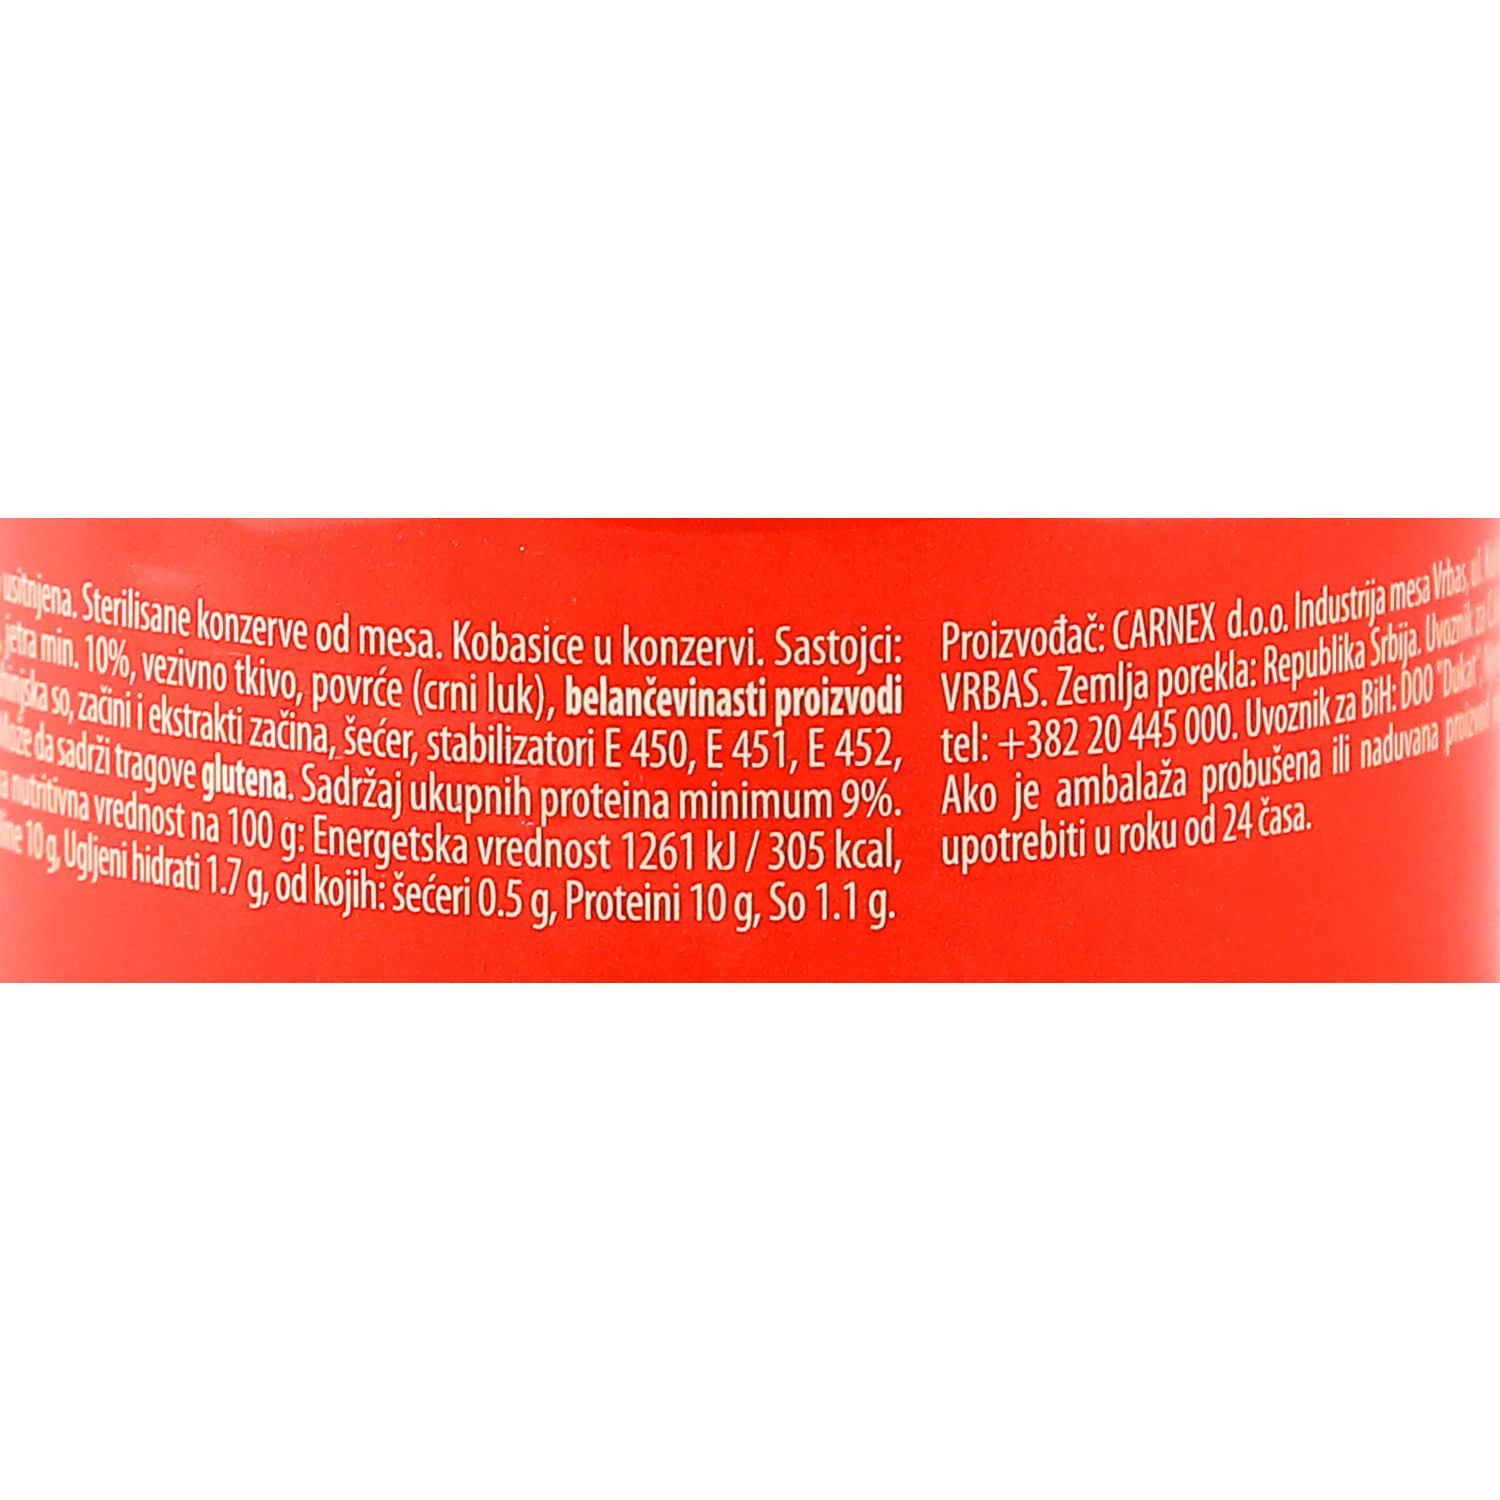 usitnjena. Sterilisane konzerve od mesa. Kobasice u konzervi. Sastojci:
jetra min. 10%, vezivno tkivo, povrće (crni luk), belančevinasti proizvodi
so, začini i ekstrakti začina, šećer, stabilizatori E 450, E 451, E 452,
Može da sadrži tragove glutena. Sadržaj ukupnih proteina minimum 9%.
nutritivna vrednost na 100 g: Energetska vrednost 1261 kJ / 305 kcal,
10 g, Ugljeni hidrati 1.7 g, od kojih: šećeri 0.5 g, Proteini 10 g, So 1.1 g.
Proizvođač: CARNEX d.o.o. Industrija mesa Vrbas, ul.
VRBAS. Zemlja porekla: Republika Srbija. Uvoznik za
tel: +382 20 445 000. Uvoznik za BiH: DOO "Dukat"
Ako je ambalaža probušena ili naduvana
upotrebiti u roku od 24 časa.